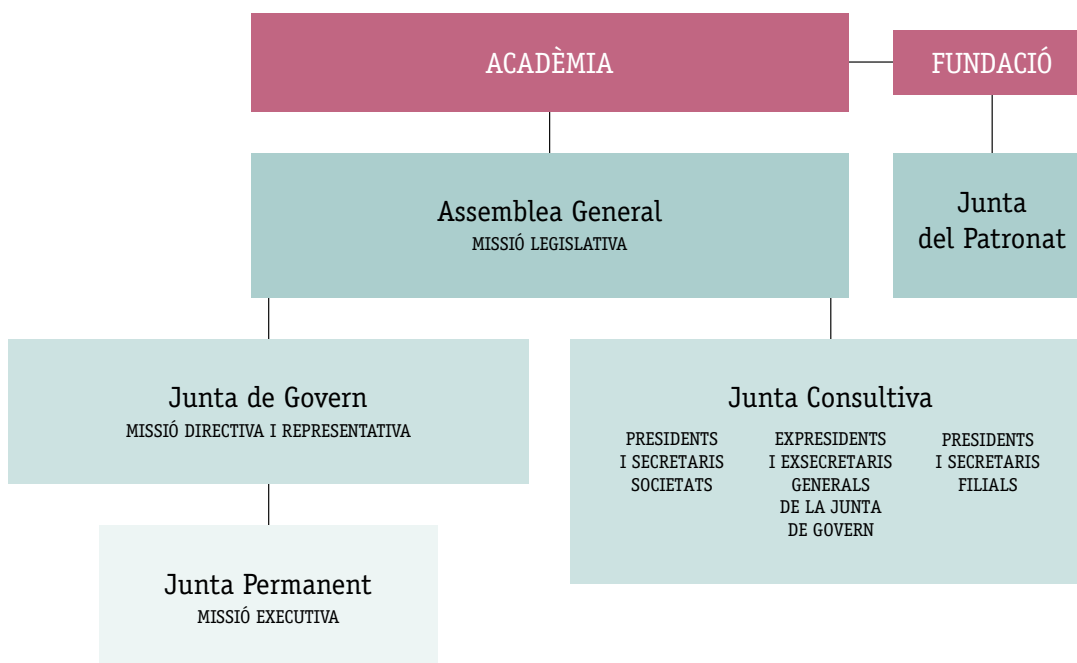 ACADÈMIA
FUNDACIÓ
Assemblea General
MISSIÓ LEGISLATIVA
Junta
del Patronat
Junta de Govern
MISSIÓ DIRECTIVA I REPRESENTATIVA
Junta Consultiva
PRESIDENTS
I SECRETARIS
SOCIETATS
EXPRESIDENTS
I EXSECRETARIS
GENERALS
DE LA JUNTA
DE GOVERN
PRESIDENTS
I SECRETARIS
FILIALS
Junta Permanent
MISSIÓ EXECUTIVA